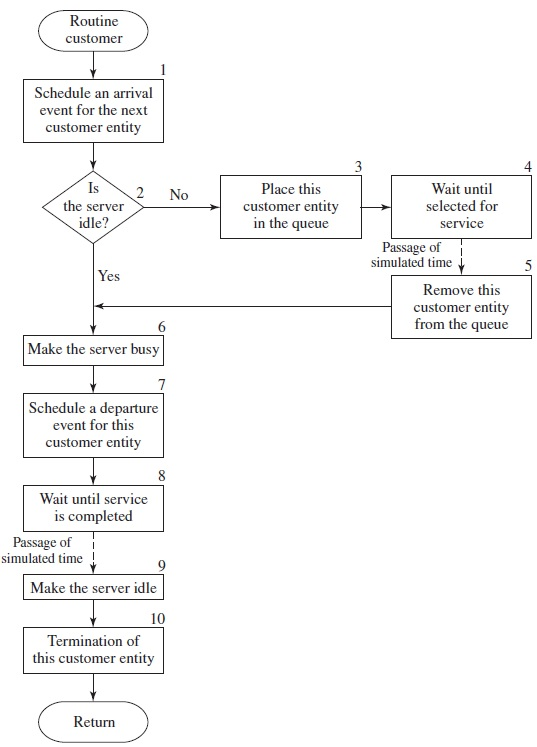 Routine
customer
1
Schedule an arrival
event for the next
customer entity
Is
the server
idle?
2
No
3
Place this
customer entity
in the queue
4
Wait until
selected for
service
Passage of
simulated time
5
Remove this
customer entity
from the queue
Yes
6
Make the server busy
7
Schedule a departure
event for this
customer entity
8
Wait until service
is completed
Passage of
simulated time
9
Make the server idle
10
Termination of
this customer entity
Return